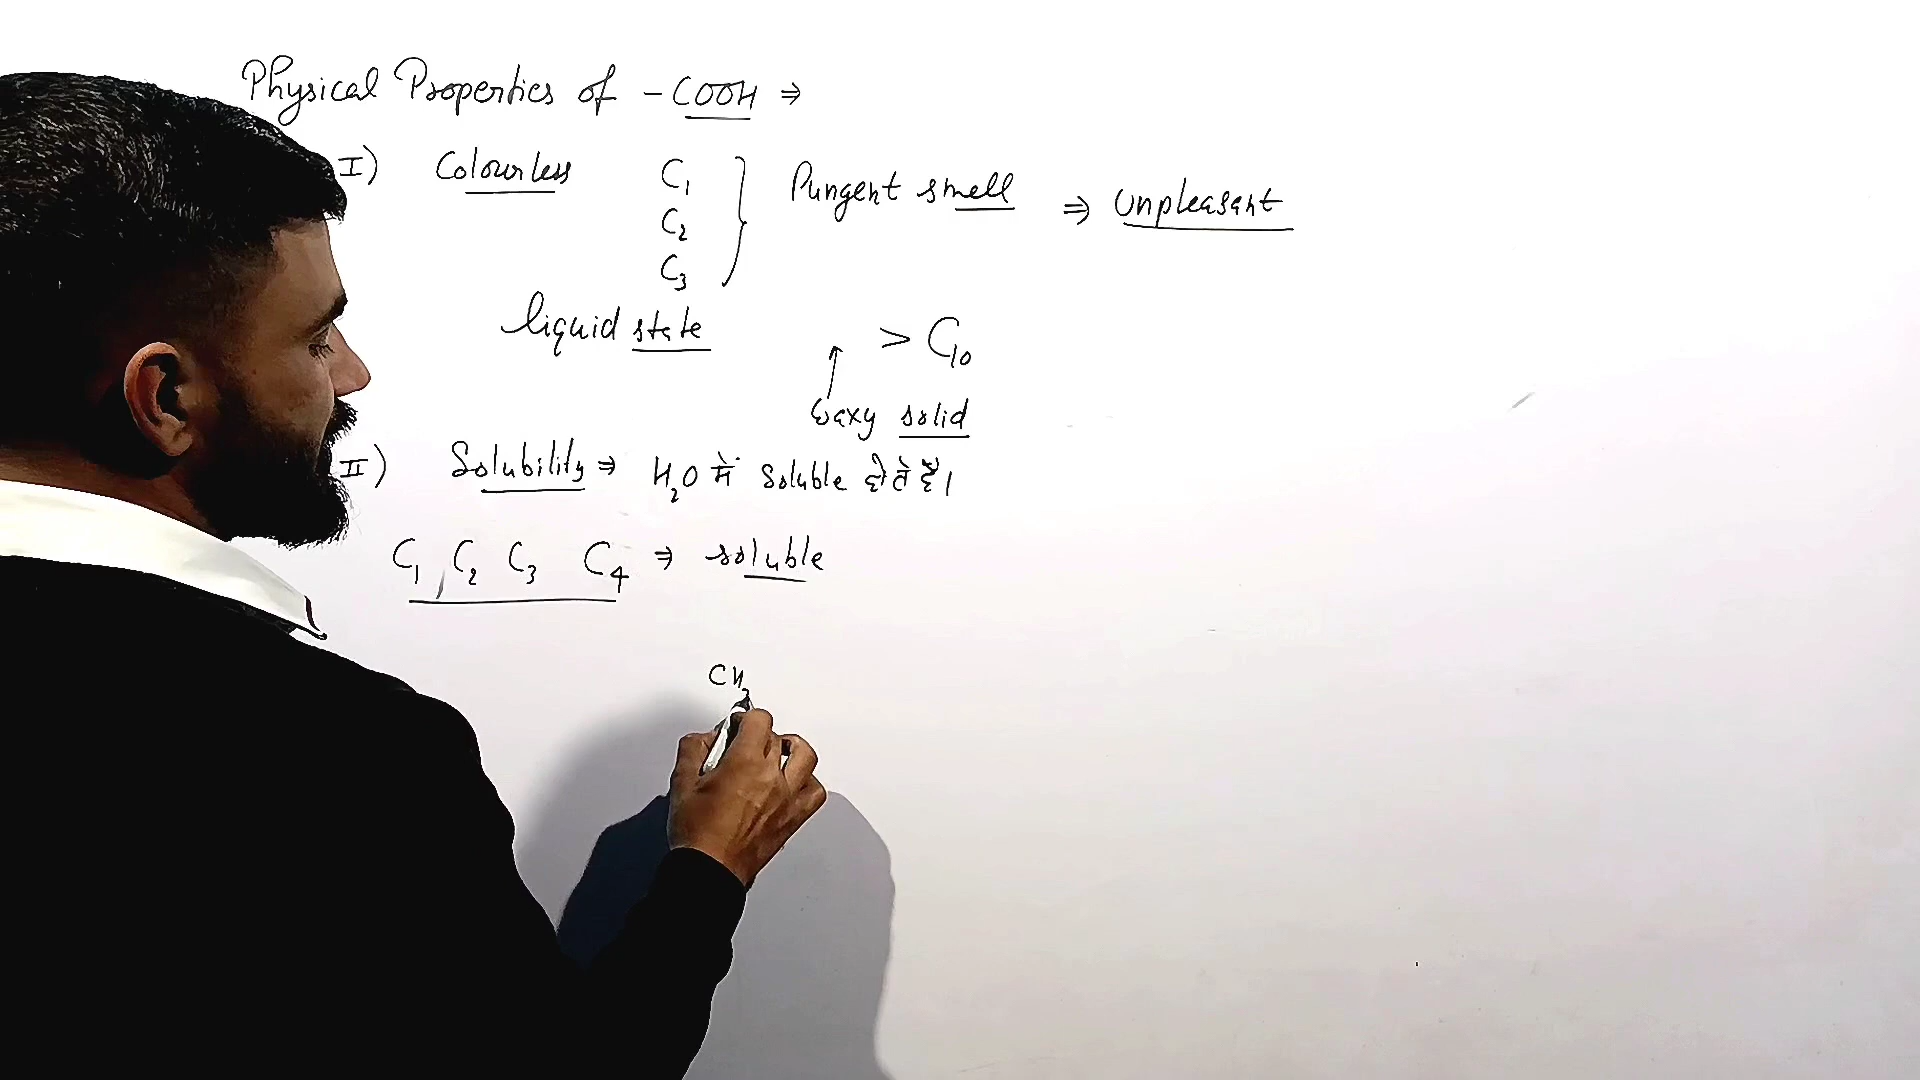 Physical Properties of -COOH ⇒
I) Colourless C₁ C₂ C₃ } Pungent smell ⇒ Unpleasant
liquid state > C₁₀
waxy solid
II) Solubility ⇒ H₂O में soluble होते हैं।
C₁, C₂ C₃ C₄ ⇒ soluble
CH₃